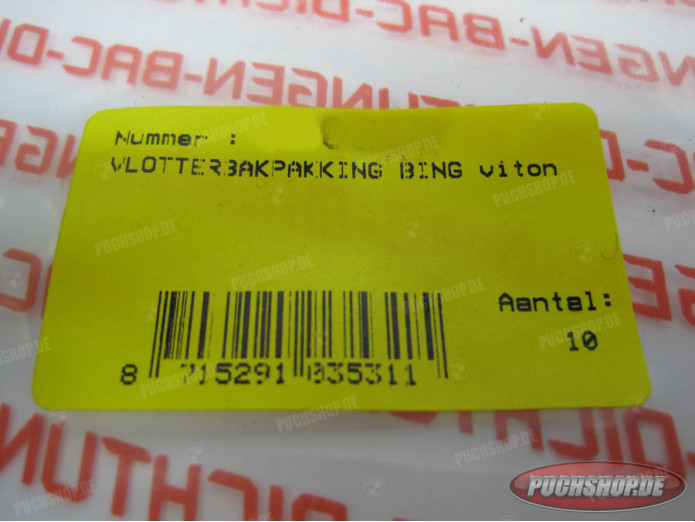 Nummer :
VLOTTERBAKPAKKING BING viton
Aantal:
10
8 715291 035311
PUCHSHOP.DE